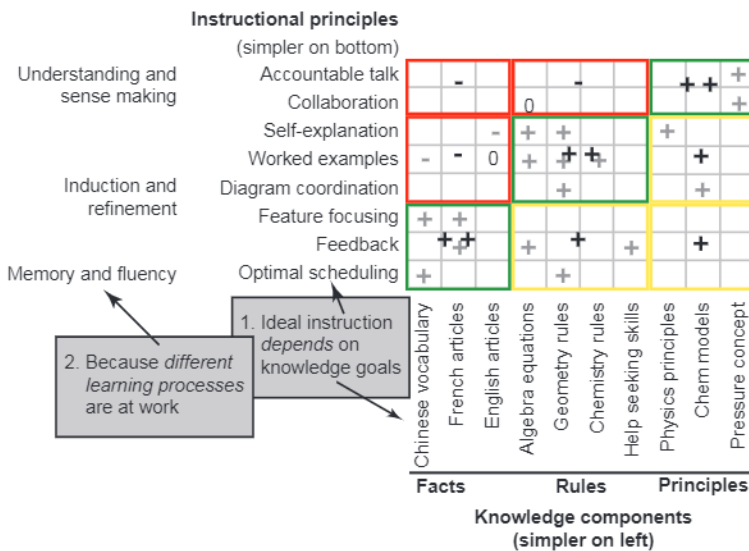 Instructional principles
(simpler on bottom)
Understanding and
sense making
Accountable talk
Collaboration
Self-explanation
Worked examples
Diagram coordination
Induction and
refinement
Feature focusing
Feedback
Optimal scheduling
Memory and fluency
- - + + +
0 +
- + + +
- - 0 + + + + +
+ +
+ +
+ + + + + + +
+ +
1. Ideal instruction
depends on
knowledge goals
2. Because different
learning processes
are at work
Chinese vocabulary
French articles
English articles
Algebra equations
Geometry rules
Chemistry rules
Help seeking skills
Physics principles
Chem models
Pressure concept
Facts
Rules
Principles
Knowledge components
(simpler on left)